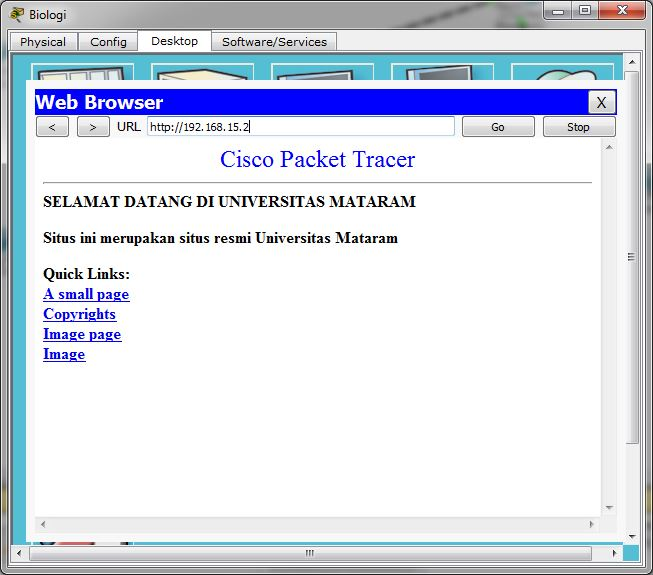 Biologi
Physical Config Desktop Software/Services
Web Browser X
< > URL http://192.168.15.2 Go Stop
Cisco Packet Tracer
SELAMAT DATANG DI UNIVERSITAS MATARAM
Situs ini merupakan situs resmi Universitas Mataram
Quick Links:
A small page
Copyrights
Image page
Image